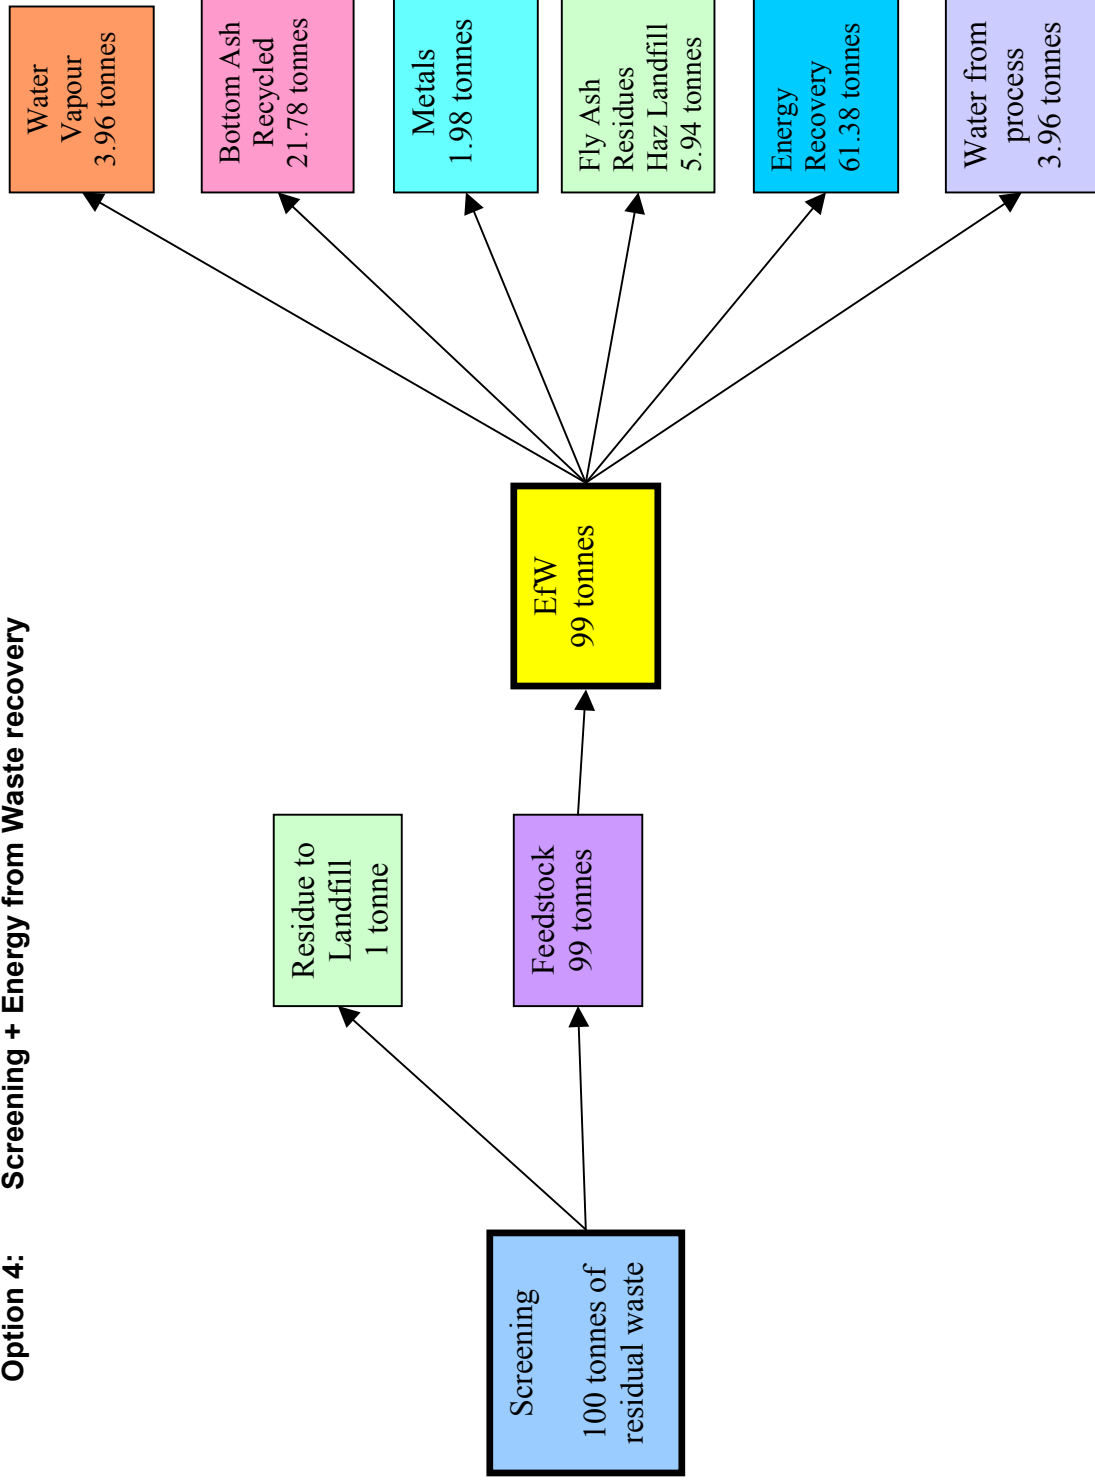 Option 4: Screening + Energy from Waste recovery
Screening
100 tonnes of
residual waste
Residue to
Landfill
1 tonne
Feedstock
99 tonnes
EfW
99 tonnes
Water
Vapour
3.96 tonnes
Bottom Ash
Recycled
21.78 tonnes
Metals
1.98 tonnes
Fly Ash
Residues
Haz Landfill
5.94 tonnes
Energy
Recovery
61.38 tonnes
Water from
process
3.96 tonnes